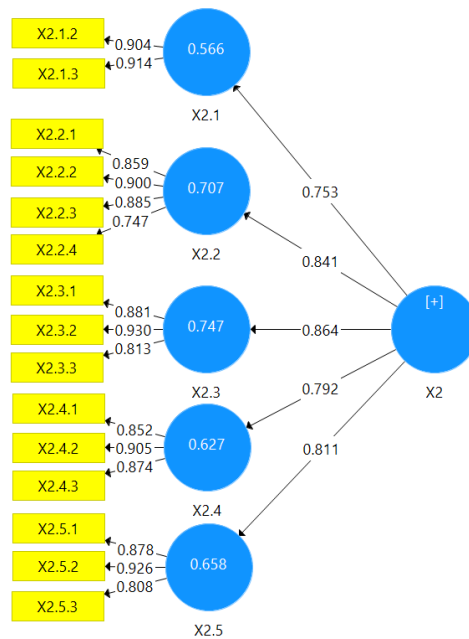 X2.1.2
0.904
X2.1.3
0.914
0.566
X2.1
X2.2.1
0.859
X2.2.2
0.900
X2.2.3
0.885
X2.2.4
0.747
0.707
X2.2
X2.3.1
0.881
X2.3.2
0.930
X2.3.3
0.813
0.747
X2.3
X2.4.1
0.852
X2.4.2
0.905
X2.4.3
0.874
0.627
X2.4
X2.5.1
0.878
X2.5.2
0.926
X2.5.3
0.808
0.658
X2.5
0.753
0.841
0.864
0.792
0.811
[+]
X2